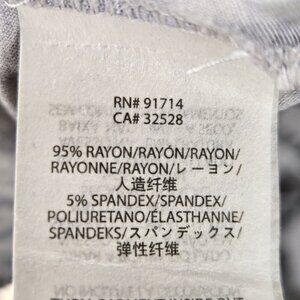 RN# 91714
CA# 32528
95% RAYON/RAYÓN/RAYON/
RAYONNE/RAYON/レーヨン/
人造纤维
5% SPANDEX/SPANDEX/
POLIURETANO/ÉLASTHANNE/
SPANDEKS/スパンデックス/
弹性纤维